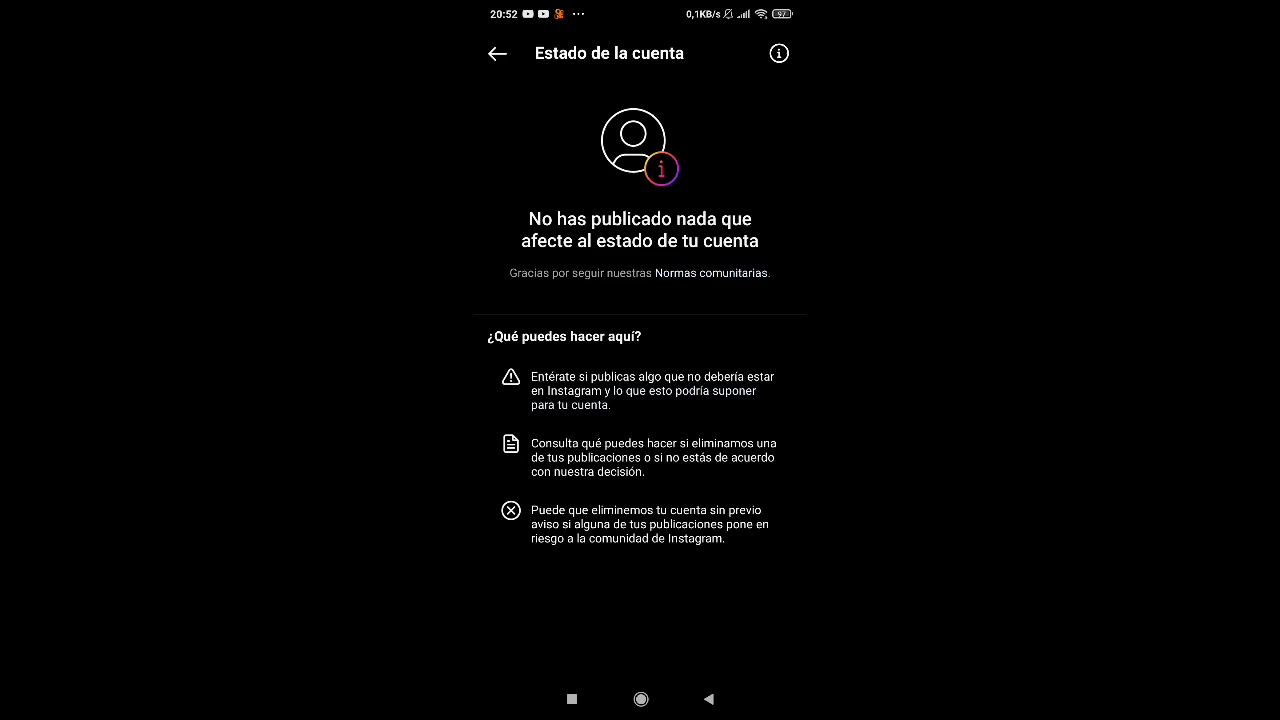 20:52 ... 0,1KB/s 97
Estado de la cuenta
No has publicado nada que
afecte al estado de tu cuenta
Gracias por seguir nuestras Normas comunitarias.
¿Qué puedes hacer aquí?
Entérate si publicas algo que no debería estar
en Instagram y lo que esto podría suponer
para tu cuenta.
Consulta qué puedes hacer si eliminamos una
de tus publicaciones o si no estás de acuerdo
con nuestra decisión.
Puede que eliminemos tu cuenta sin previo
aviso si alguna de tus publicaciones pone en
riesgo a la comunidad de Instagram.